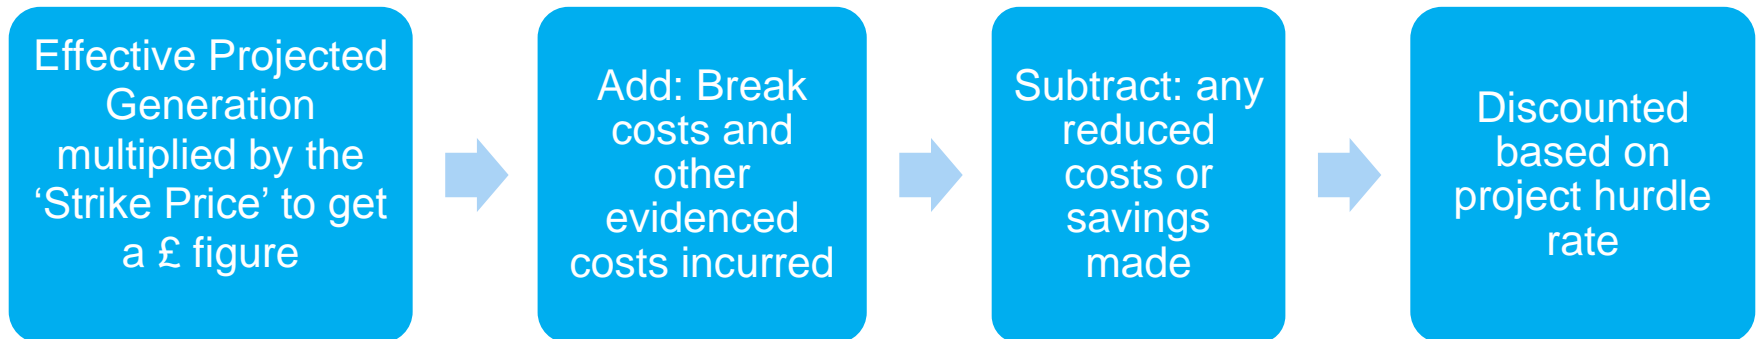 Effective Projected
Generation
multiplied by the
‘Strike Price’ to get
a £ figure
Add: Break
costs and
other
evidenced
costs incurred
Subtract: any
reduced
costs or
savings
made
Discounted
based on
project hurdle
rate